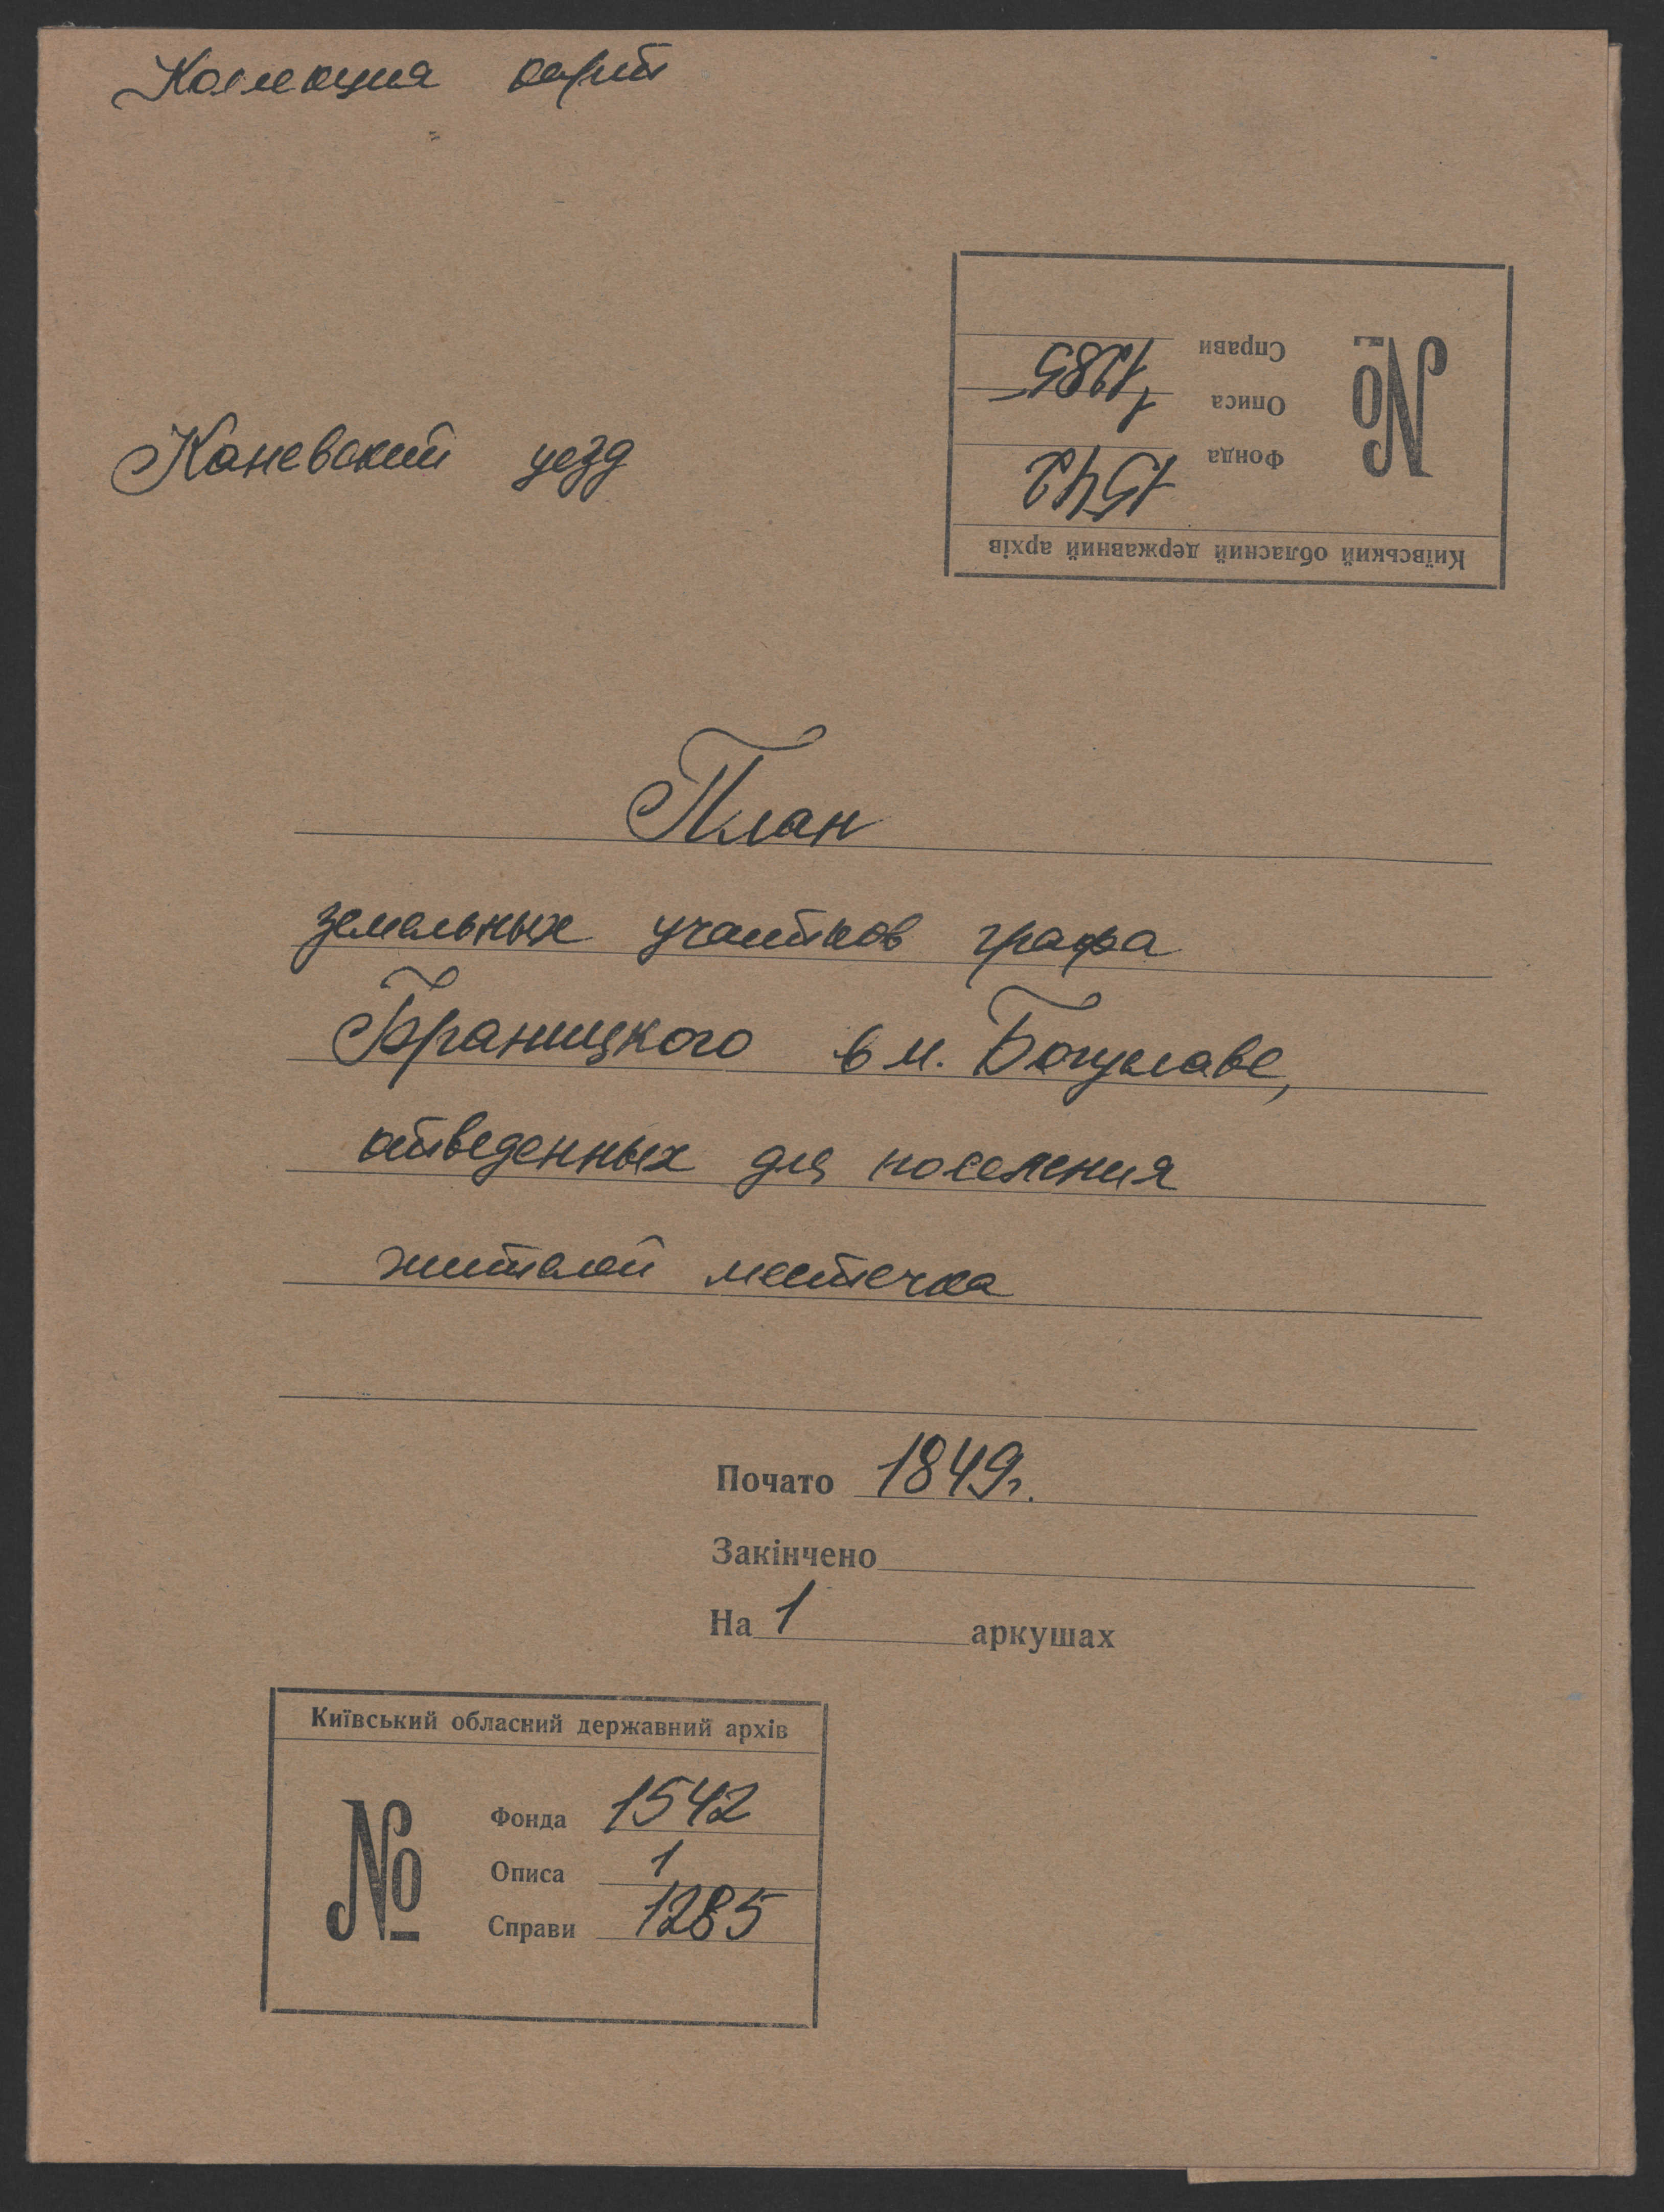 Коллекция карт
Справи 1285
Описа 1
Фонда 1542
№
Київський обласний державний архів
Каневский уезд
План
земельных участков графа
Браницкого в м. Богуславе,
отведенных для поселения
жителей местечка
Почато 1849г.
Закінчено
На 1 аркушах
Київський обласний державний архів
№
Фонда 1542
Описа 1
Справи 1285